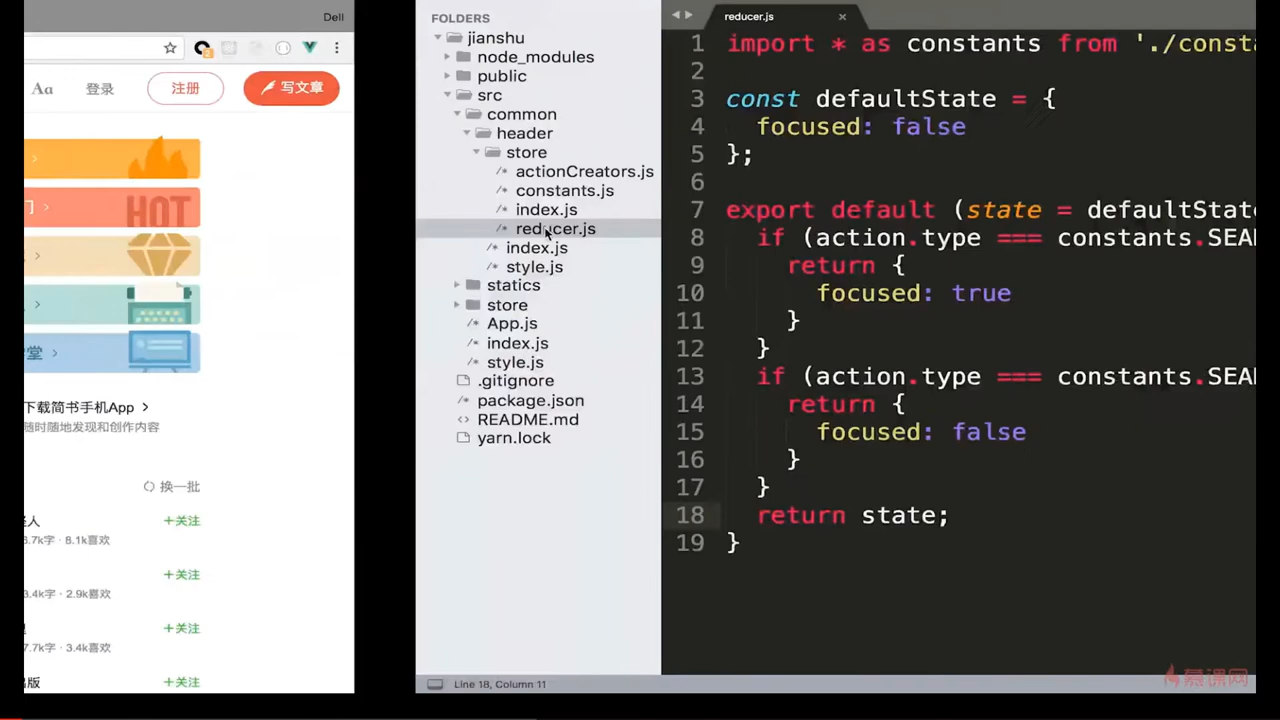 Dell
Aa
登录
注册
写文章
门
HOT
堂
下载简书手机App
随时随地发现和创作内容
换一批
人
+关注
.7k字 · 8.1k喜欢
+关注
3.4k字 · 2.9k喜欢
+关注
7.7k字 · 3.4k喜欢
版
+关注
FOLDERS
jianshu
node_modules
public
src
common
header
store
/* actionCreators.js
/* constants.js
/* index.js
/* reducer.js
/* index.js
/* style.js
statics
store
/* App.js
/* index.js
/* style.js
.gitignore
package.json
<> README.md
yarn.lock
reducer.js ×
1 import * as constants from './consta
2
3 const defaultState = {
4 focused: false
5 };
6
7 export default (state = defaultState
8 if (action.type === constants.SEAR
9 return {
10 focused: true
11 }
12 }
13 if (action.type === constants.SEAR
14 return {
15 focused: false
16 }
17 }
18 return state;
19 }
Line 18, Column 11
慕课网